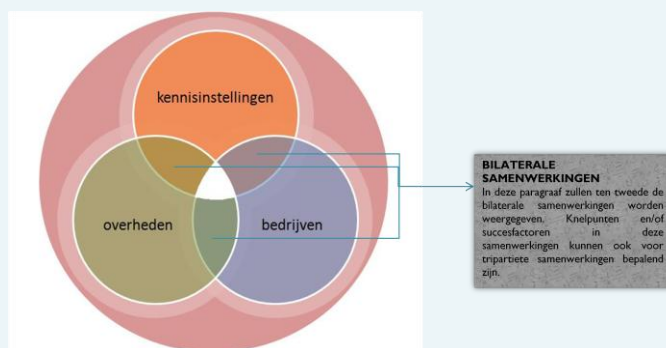 kennisinstellingen
overheden
bedrijven
BILATERALE
SAMENWERKINGEN
In deze paragraaf zullen ten tweede de
bilaterale samenwerkingen worden
weergegeven. Knelpunten en/of
succesfactoren in deze
samenwerkingen kunnen ook voor
tripartiete samenwerkingen bepalend
zijn.